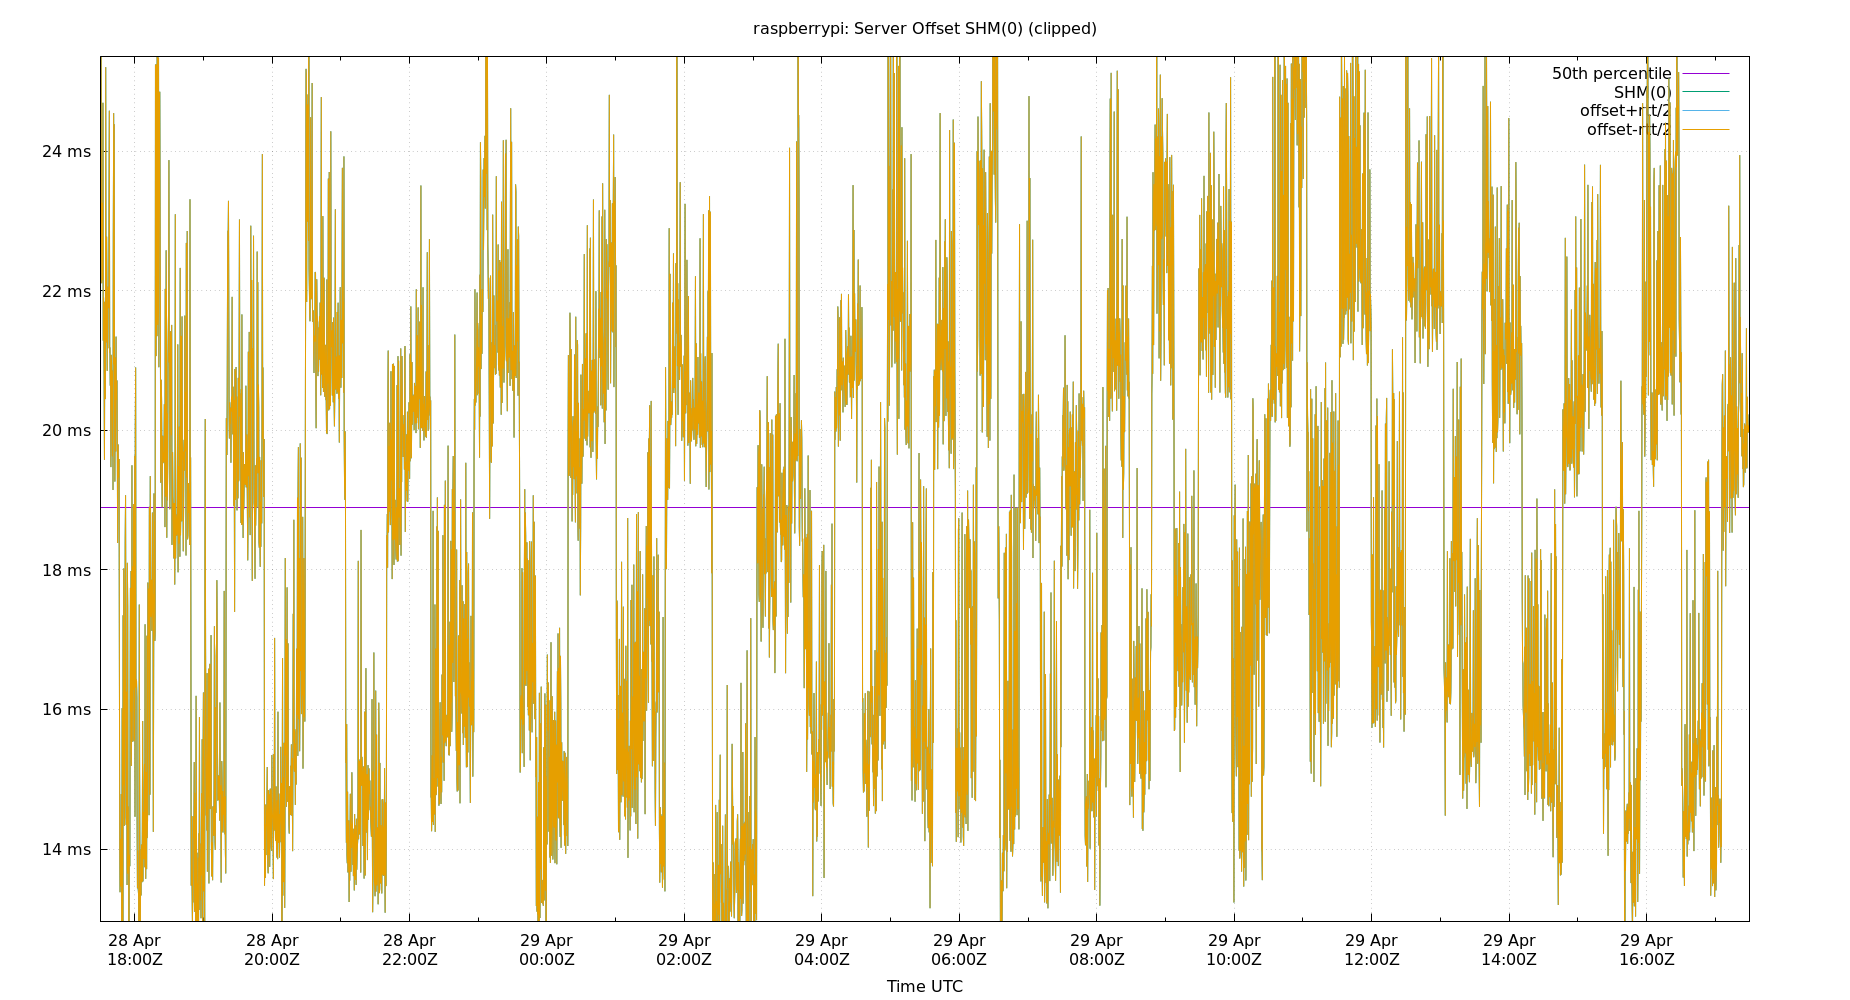 raspberrypi: Server Offset SHM(0) (clipped)
50th percentile
SHM(0)
offset+rtt/2
offset-rtt/2
24 ms
22 ms
20 ms
18 ms
16 ms
14 ms
28 Apr 28 Apr 28 Apr 29 Apr 29 Apr 29 Apr 29 Apr 29 Apr 29 Apr 29 Apr 29 Apr 29 Apr
18:00Z 20:00Z 22:00Z 00:00Z 02:00Z 04:00Z 06:00Z 08:00Z 10:00Z 12:00Z 14:00Z 16:00Z
Time UTC